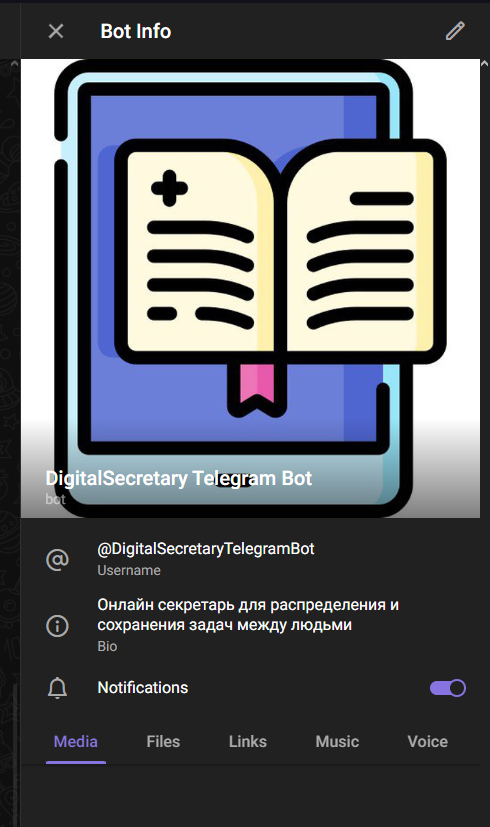 Bot Info
DigitalSecretary Telegram Bot
bot
@DigitalSecretaryTelegramBot
Username
Онлайн секретарь для распределения и
сохранения задач между людьми
Bio
Notifications
Media Files Links Music Voice